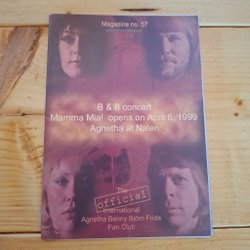 Magazine no. 57
B & B concert
Mamma Mia! opens on April 6, 1999
Agnetha at Nalen
The
official
International
Agnetha Benny Björn Frida
Fan Club